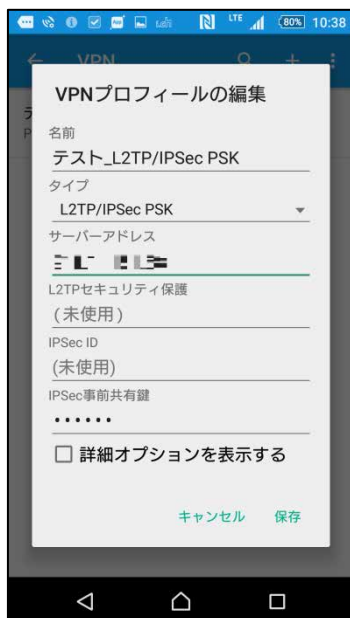 LTE 80% 10:38
VPN
VPNプロフィールの編集
名前
テスト_L2TP/IPSec PSK
タイプ
L2TP/IPSec PSK
サーバーアドレス
L2TPセキュリティ保護
(未使用)
IPSec ID
(未使用)
IPSec事前共有鍵
••••••
詳細オプションを表示する
キャンセル 保存